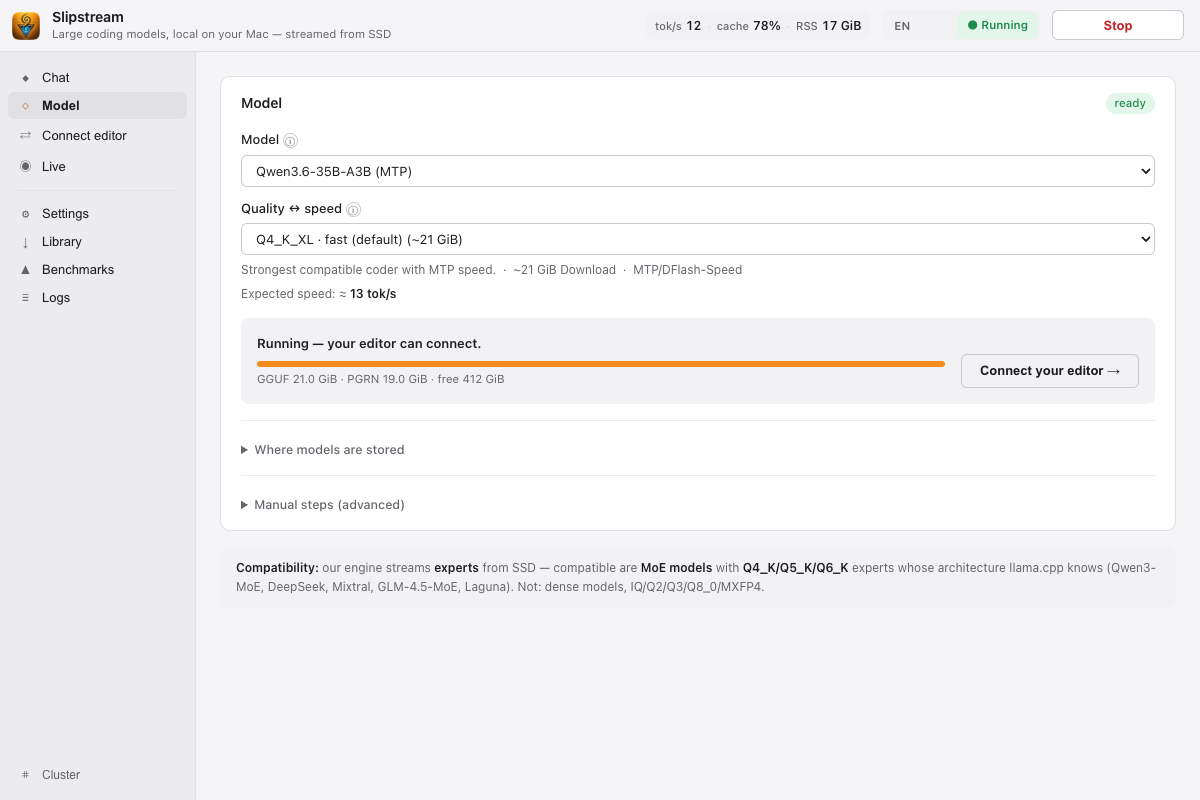 Slipstream
Large coding models, local on your Mac — streamed from SSD
tok/s 12 · cache 78% · RSS 17 GiB
EN
Running
Stop
Chat
Model
Connect editor
Live
Settings
Library
Benchmarks
Logs
Cluster
Model
ready
Model
Qwen3.6-35B-A3B (MTP)
Quality ↔ speed
Q4_K_XL · fast (default) (~21 GiB)
Strongest compatible coder with MTP speed. · ~21 GiB Download · MTP/DFlash-Speed
Expected speed: ≈ 13 tok/s
Running — your editor can connect.
GGUF 21.0 GiB · PGRN 19.0 GiB · free 412 GiB
Connect your editor →
Where models are stored
Manual steps (advanced)
Compatibility: our engine streams experts from SSD — compatible are MoE models with Q4_K/Q5_K/Q6_K experts whose architecture llama.cpp knows (Qwen3-
MoE, DeepSeek, Mixtral, GLM-4.5-MoE, Laguna). Not: dense models, IQ/Q2/Q3/Q8_0/MXFP4.